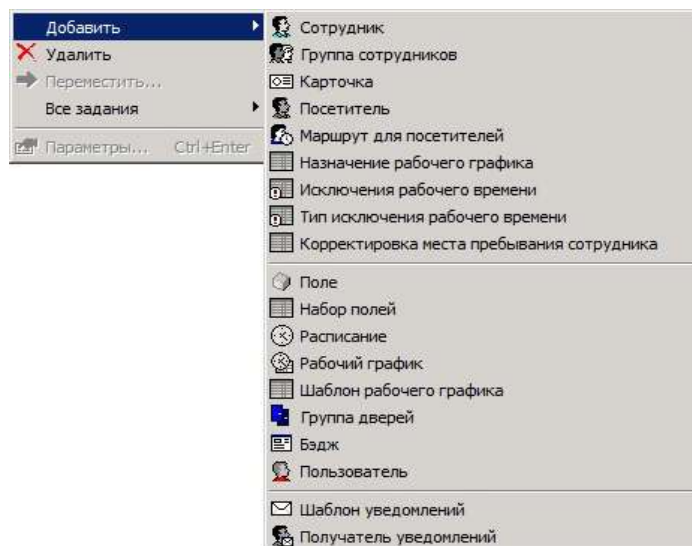 Добавить
Удалить
Переместить...
Все задания
Параметры... Ctrl+Enter
Сотрудник
Группа сотрудников
Карточка
Посетитель
Маршрут для посетителей
Назначение рабочего графика
Исключения рабочего времени
Тип исключения рабочего времени
Корректировка места пребывания сотрудника
Поле
Набор полей
Расписание
Рабочий график
Шаблон рабочего графика
Группа дверей
Бэдж
Пользователь
Шаблон уведомлений
Получатель уведомлений